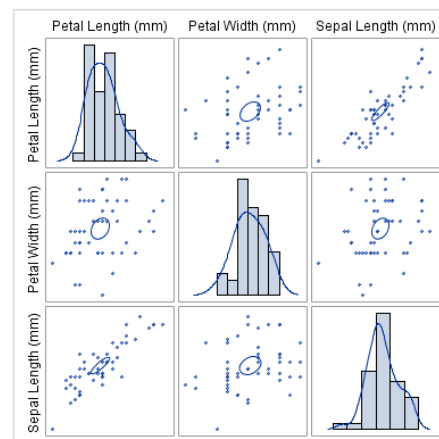 Petal Length (mm) Petal Width (mm) Sepal Length (mm)
Petal Length (mm)
Petal Width (mm)
Sepal Length (mm)